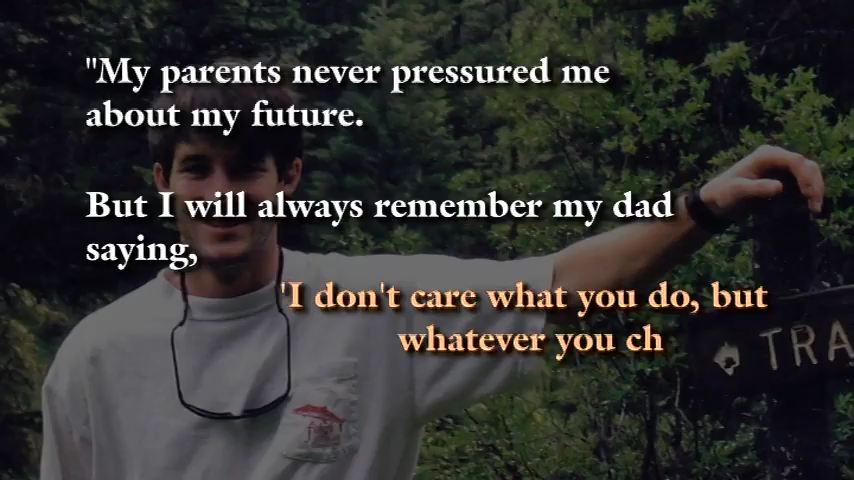 "My parents never pressured me
about my future.
But I will always remember my dad
saying,
'I don't care what you do, but
whatever you ch
TRA